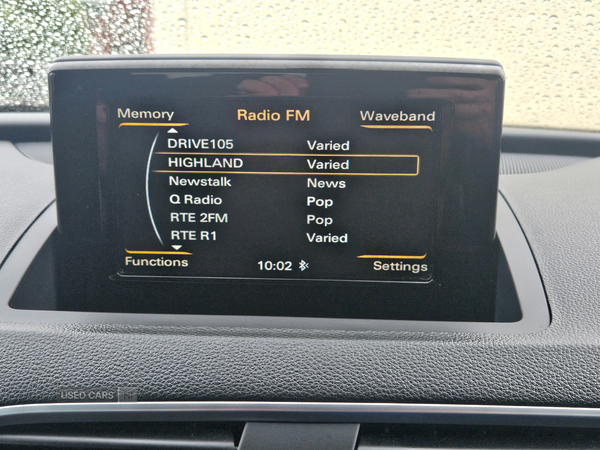 Memory Radio FM Waveband
DRIVE105 Varied
HIGHLAND Varied
Newstalk News
Q Radio Pop
RTE 2FM Pop
RTE R1 Varied
Functions 10:02 Settings
USED CARS